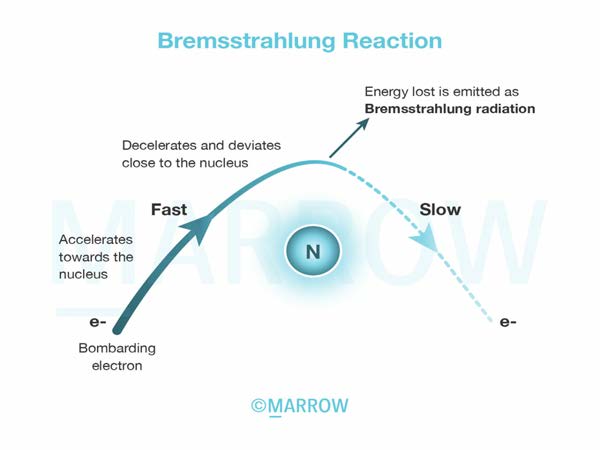 Bremsstrahlung Reaction
Energy lost is emitted as
Bremsstrahlung radiation
Decelerates and deviates
close to the nucleus
Fast
Slow
MARROW
Accelerates
towards the
nucleus
N
e-
e-
Bombarding
electron
©MARROW